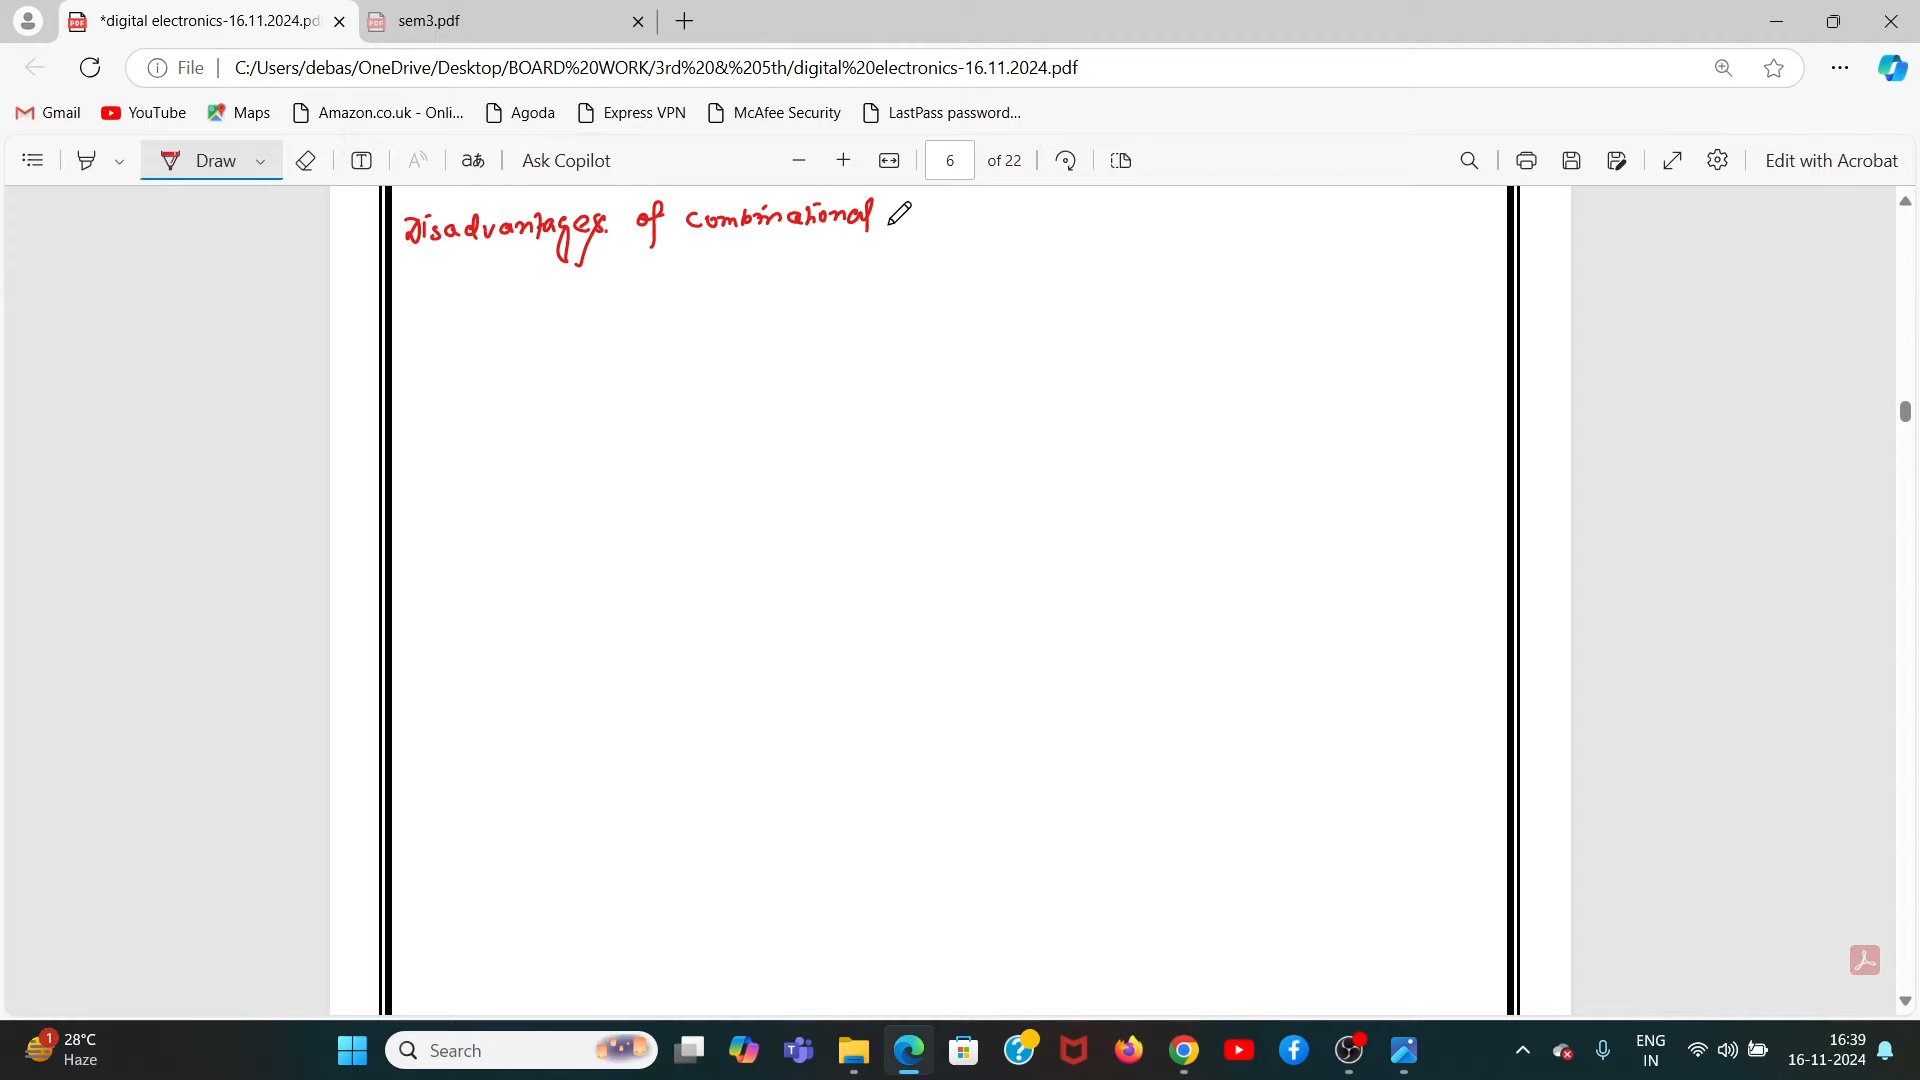 *digital electronics-16.11.2024.pd
sem3.pdf
File
C:/Users/debas/OneDrive/Desktop/BOARD%20WORK/3rd%20&%205th/digital%20electronics-16.11.2024.pdf
Gmail
YouTube
Maps
Amazon.co.uk - Onli...
Agoda
Express VPN
McAfee Security
LastPass password...
Draw
aあ
Ask Copilot
6 of 22
Edit with Acrobat
Disadvantages of combinational
1
28°C
Haze
Search
ENG
IN
16:39
16-11-2024